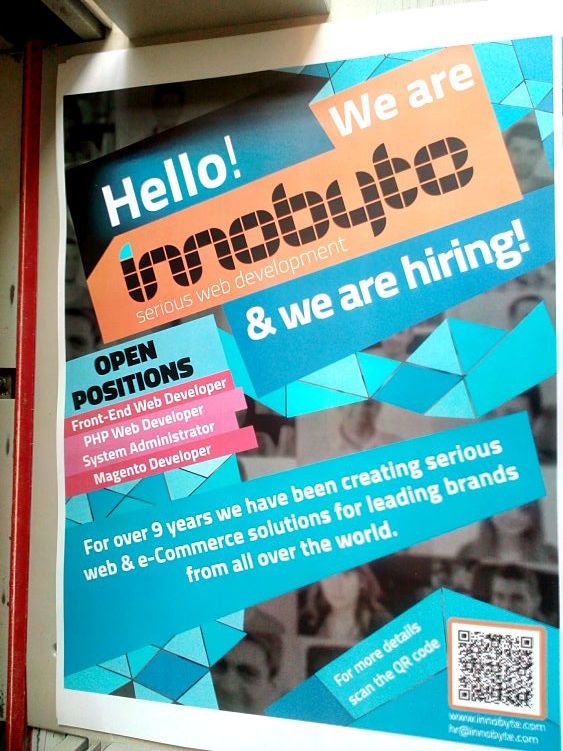 Hello!
We are
innobyte
serious web development
& we are hiring!
OPEN
POSITIONS
Front-End Web Developer
PHP Web Developer
System Administrator
Magento Developer
For over 9 years we have been creating serious
web & e-Commerce solutions for leading brands
from all over the world.
For more details
scan the QR code
www.innobyte.com
hr@innobyte.com